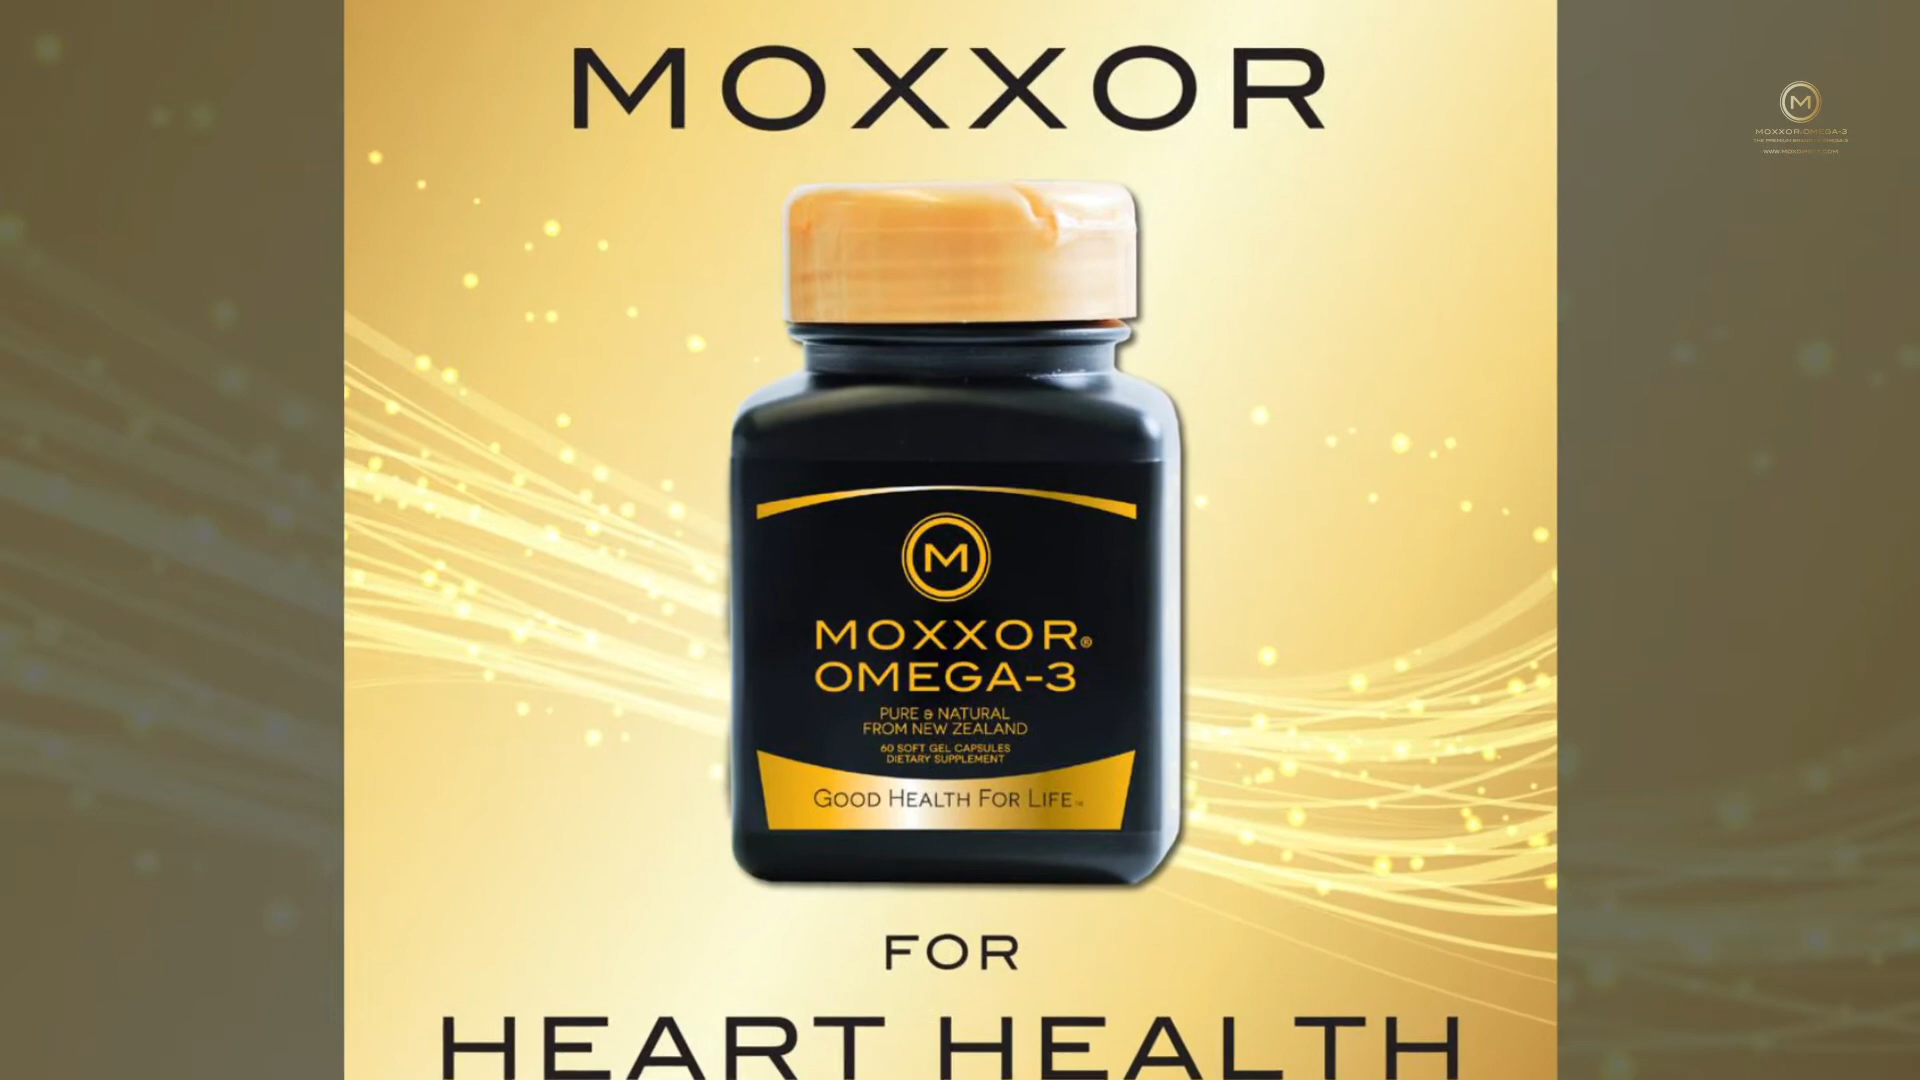 MOXXOR
M
MOXXOR OMEGA-3
M
MOXXOR®
OMEGA-3
PURE & NATURAL
FROM NEW ZEALAND
60 SOFT GEL CAPSULES
DIETARY SUPPLEMENT
GOOD HEALTH FOR LIFE
FOR
HEART HEALTH